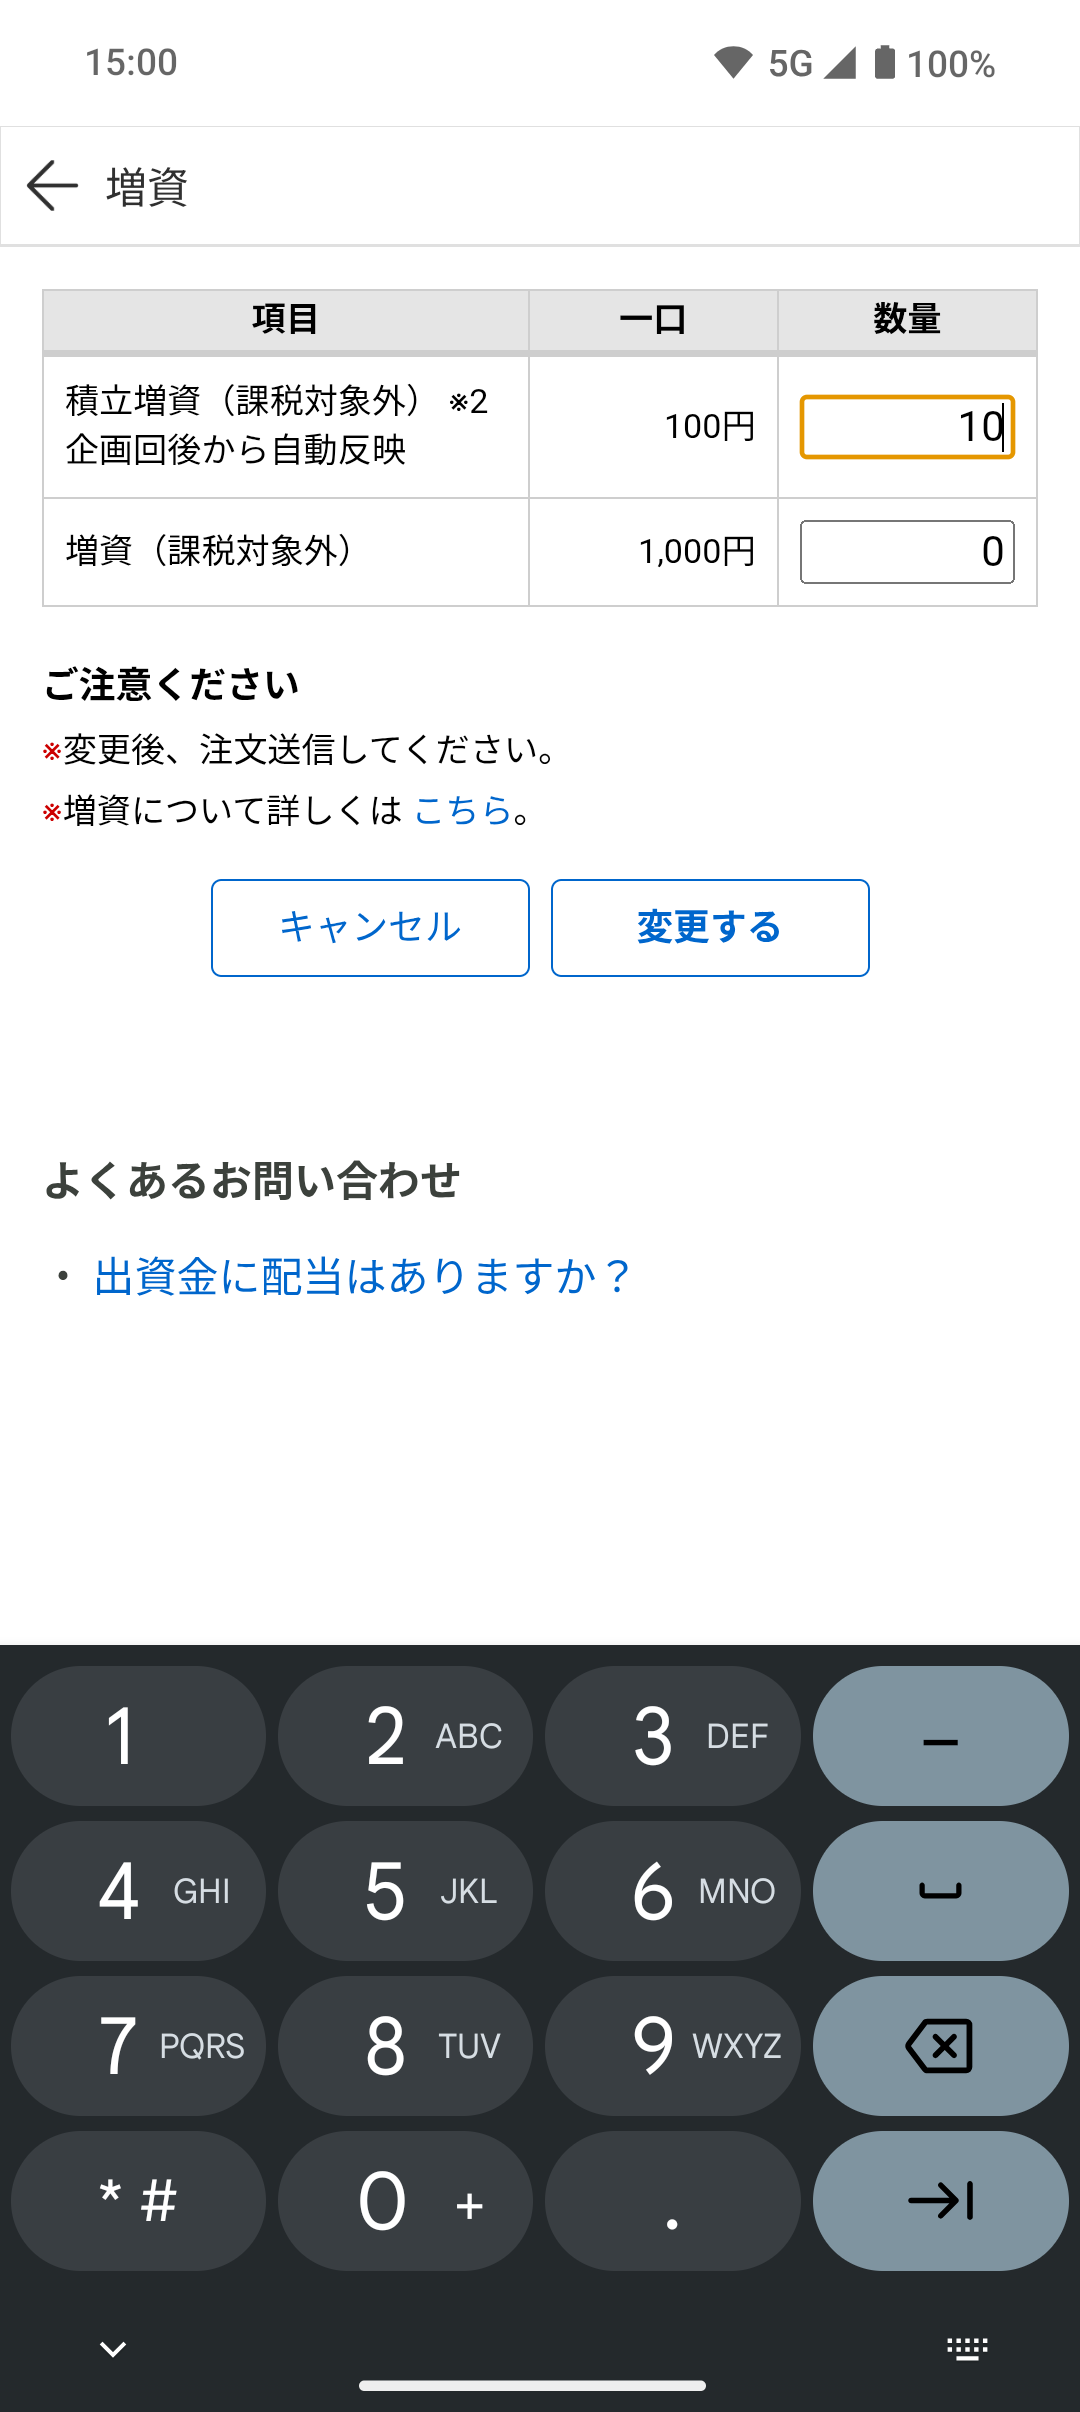 15:00 5G 100%
増資
項目 一口 数量
積立増資（課税対象外） ※2
企画回後から自動反映
100円 10
増資（課税対象外） 1,000円 0
ご注意ください
※変更後、注文送信してください。
※増資について詳しくは こちら。
キャンセル 変更する
よくあるお問い合わせ
・ 出資金に配当はありますか？
1 2 ABC 3 DEF –
4 GHI 5 JKL 6 MNO
7 PQRS 8 TUV 9 WXYZ
* # 0 + .